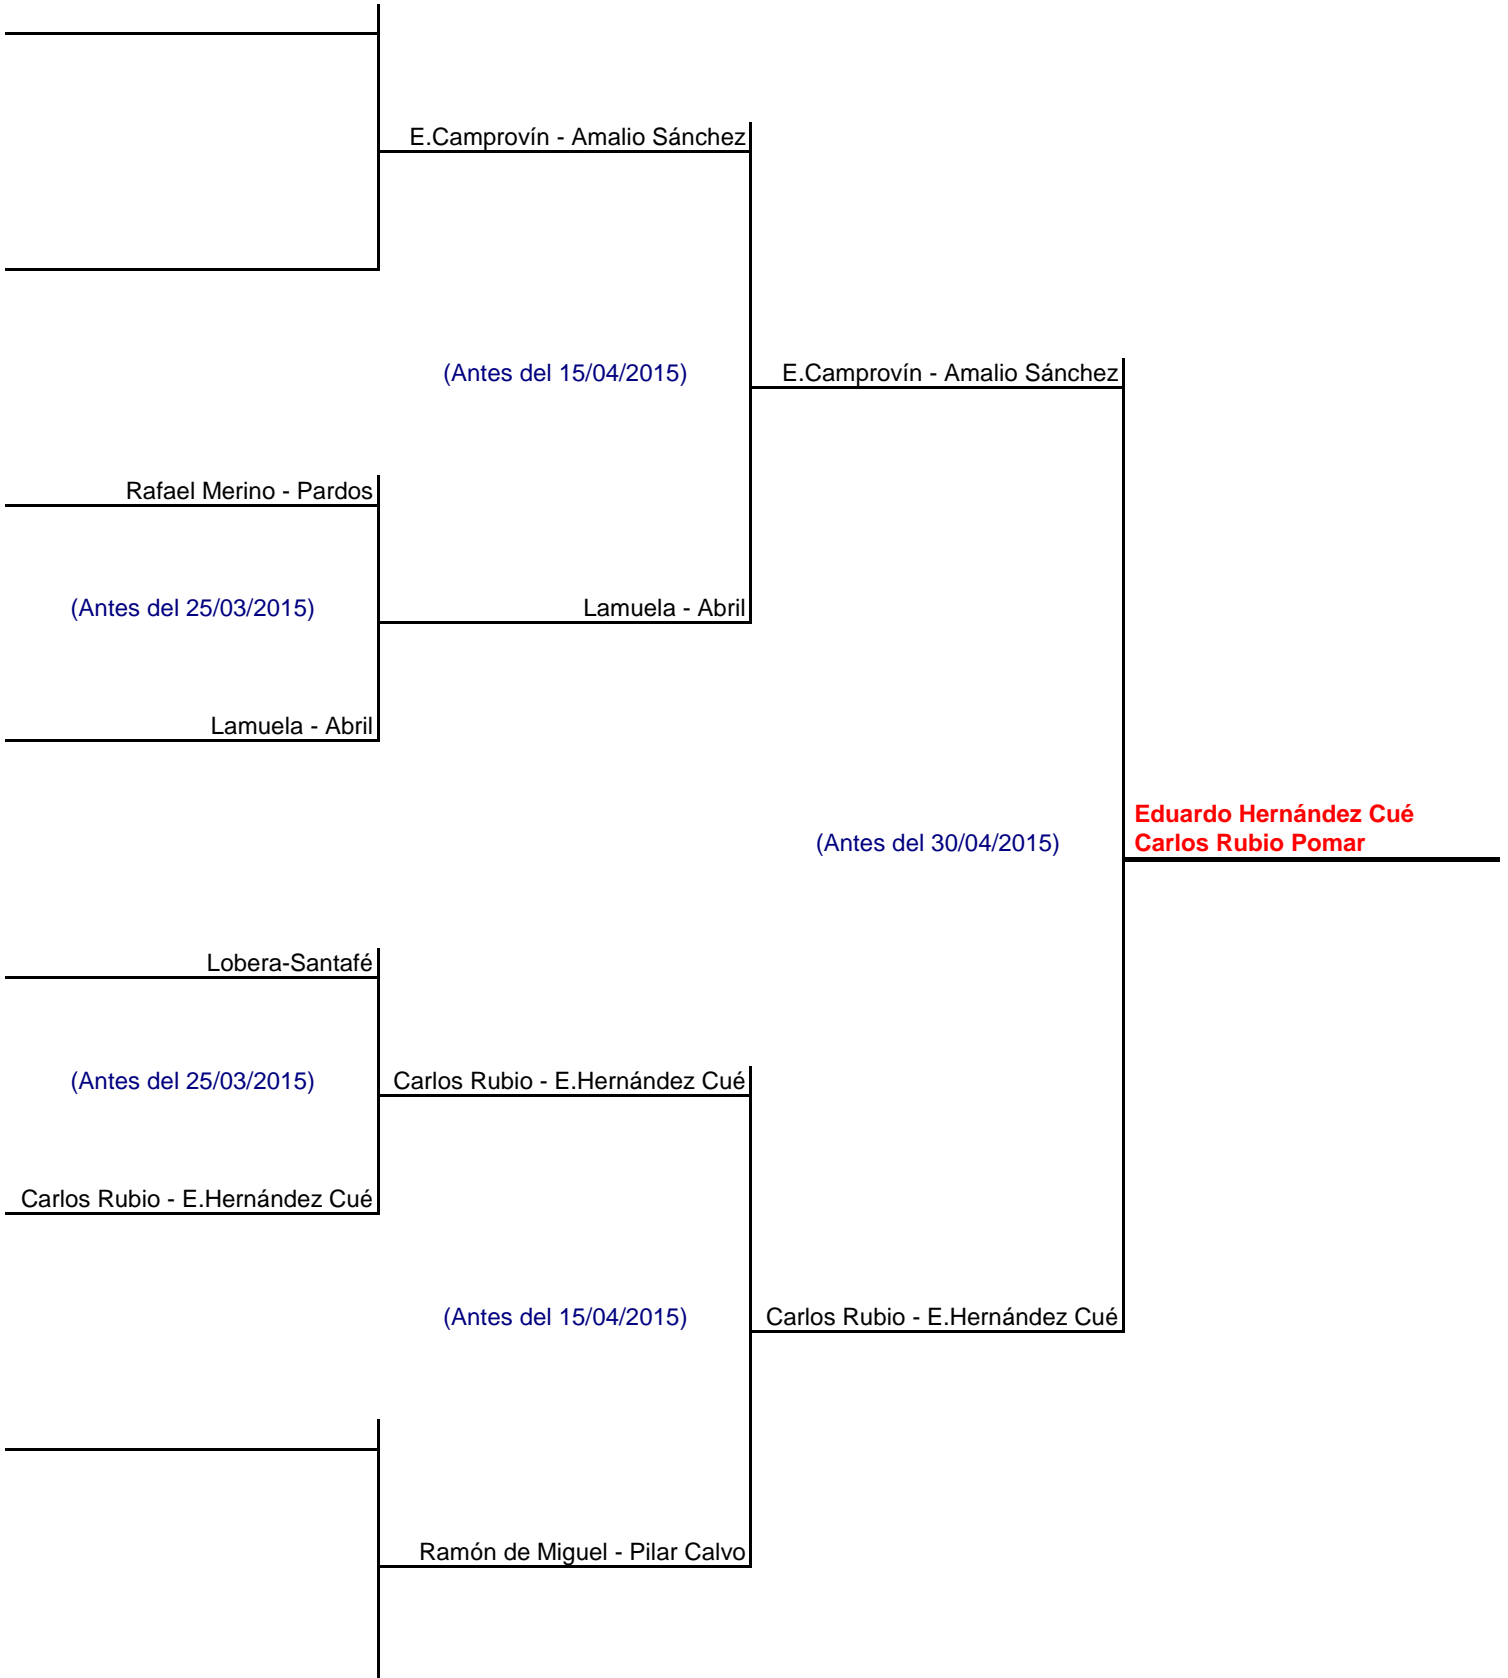 E.Camprovín - Amalio Sánchez
(Antes del 15/04/2015)
E.Camprovín - Amalio Sánchez
Rafael Merino - Pardos
(Antes del 25/03/2015)
Lamuela - Abril
Lamuela - Abril
Eduardo Hernández Cué
(Antes del 30/04/2015)
Carlos Rubio Pomar
Lobera-Santafé
(Antes del 25/03/2015)
Carlos Rubio - E.Hernández Cué
Carlos Rubio - E.Hernández Cué
(Antes del 15/04/2015)
Carlos Rubio - E.Hernández Cué
Ramón de Miguel - Pilar Calvo